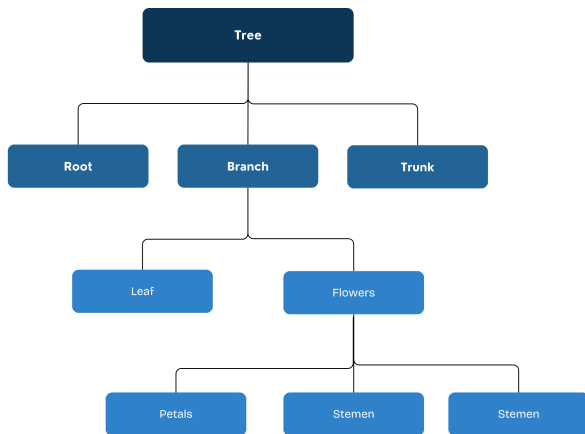 Tree
Root
Branch
Trunk
Leaf
Flowers
Petals
Stemen
Stemen